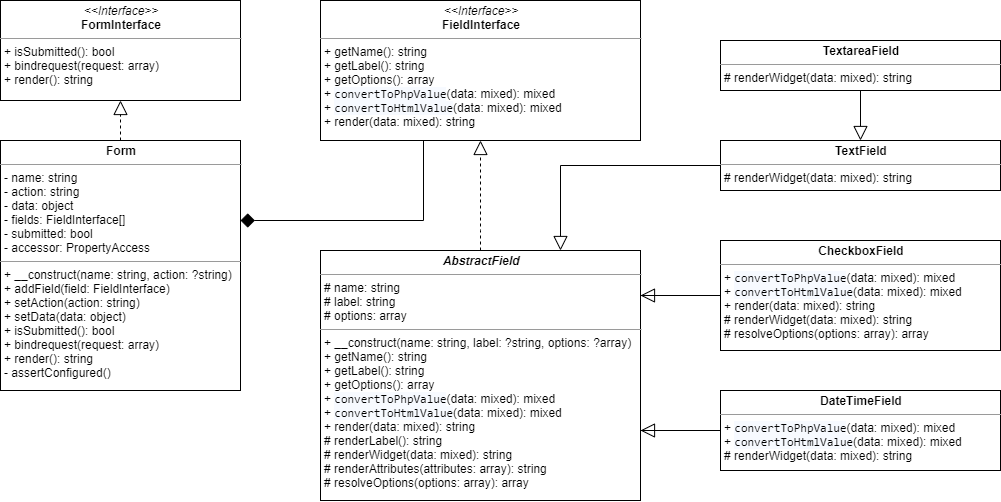 <<Interface>>
FormInterface
+ isSubmitted(): bool
+ bindrequest(request: array)
+ render(): string
Form
- name: string
- action: string
- data: object
- fields: FieldInterface[]
- submitted: bool
- accessor: PropertyAccess
+ __construct(name: string, action: ?string)
+ addField(field: FieldInterface)
+ setAction(action: string)
+ setData(data: object)
+ isSubmitted(): bool
+ bindrequest(request: array)
+ render(): string
- assertConfigured()
<<Interface>>
FieldInterface
+ getName(): string
+ getLabel(): string
+ getOptions(): array
+ convertToPhpValue(data: mixed): mixed
+ convertToHtmlValue(data: mixed): mixed
+ render(data: mixed): string
AbstractField
# name: string
# label: string
# options: array
+ __construct(name: string, label: ?string, options: ?array)
+ getName(): string
+ getLabel(): string
+ getOptions(): array
+ convertToPhpValue(data: mixed): mixed
+ convertToHtmlValue(data: mixed): mixed
+ render(data: mixed): string
# renderLabel(): string
# renderWidget(data: mixed): string
# renderAttributes(attributes: array): string
# resolveOptions(options: array): array
TextareaField
# renderWidget(data: mixed): string
TextField
# renderWidget(data: mixed): string
CheckboxField
+ convertToPhpValue(data: mixed): mixed
+ convertToHtmlValue(data: mixed): mixed
+ render(data: mixed): string
# renderWidget(data: mixed): string
# resolveOptions(options: array): array
DateTimeField
+ convertToPhpValue(data: mixed): mixed
+ convertToHtmlValue(data: mixed): mixed
# renderWidget(data: mixed): string